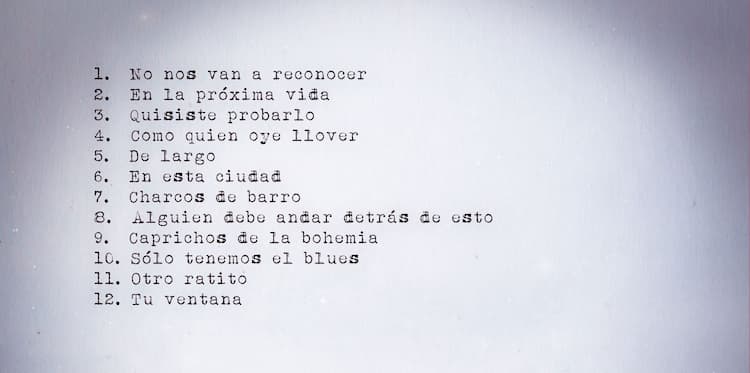 1. No nos van a reconocer
2. En la próxima vida
3. Quisiste probarlo
4. Como quien oye llover
5. De largo
6. En esta ciudad
7. Charcos de barro
8. Alguien debe andar detrás de esto
9. Caprichos de la bohemia
10. Sólo tenemos el blues
11. Otro ratito
12. Tu ventana